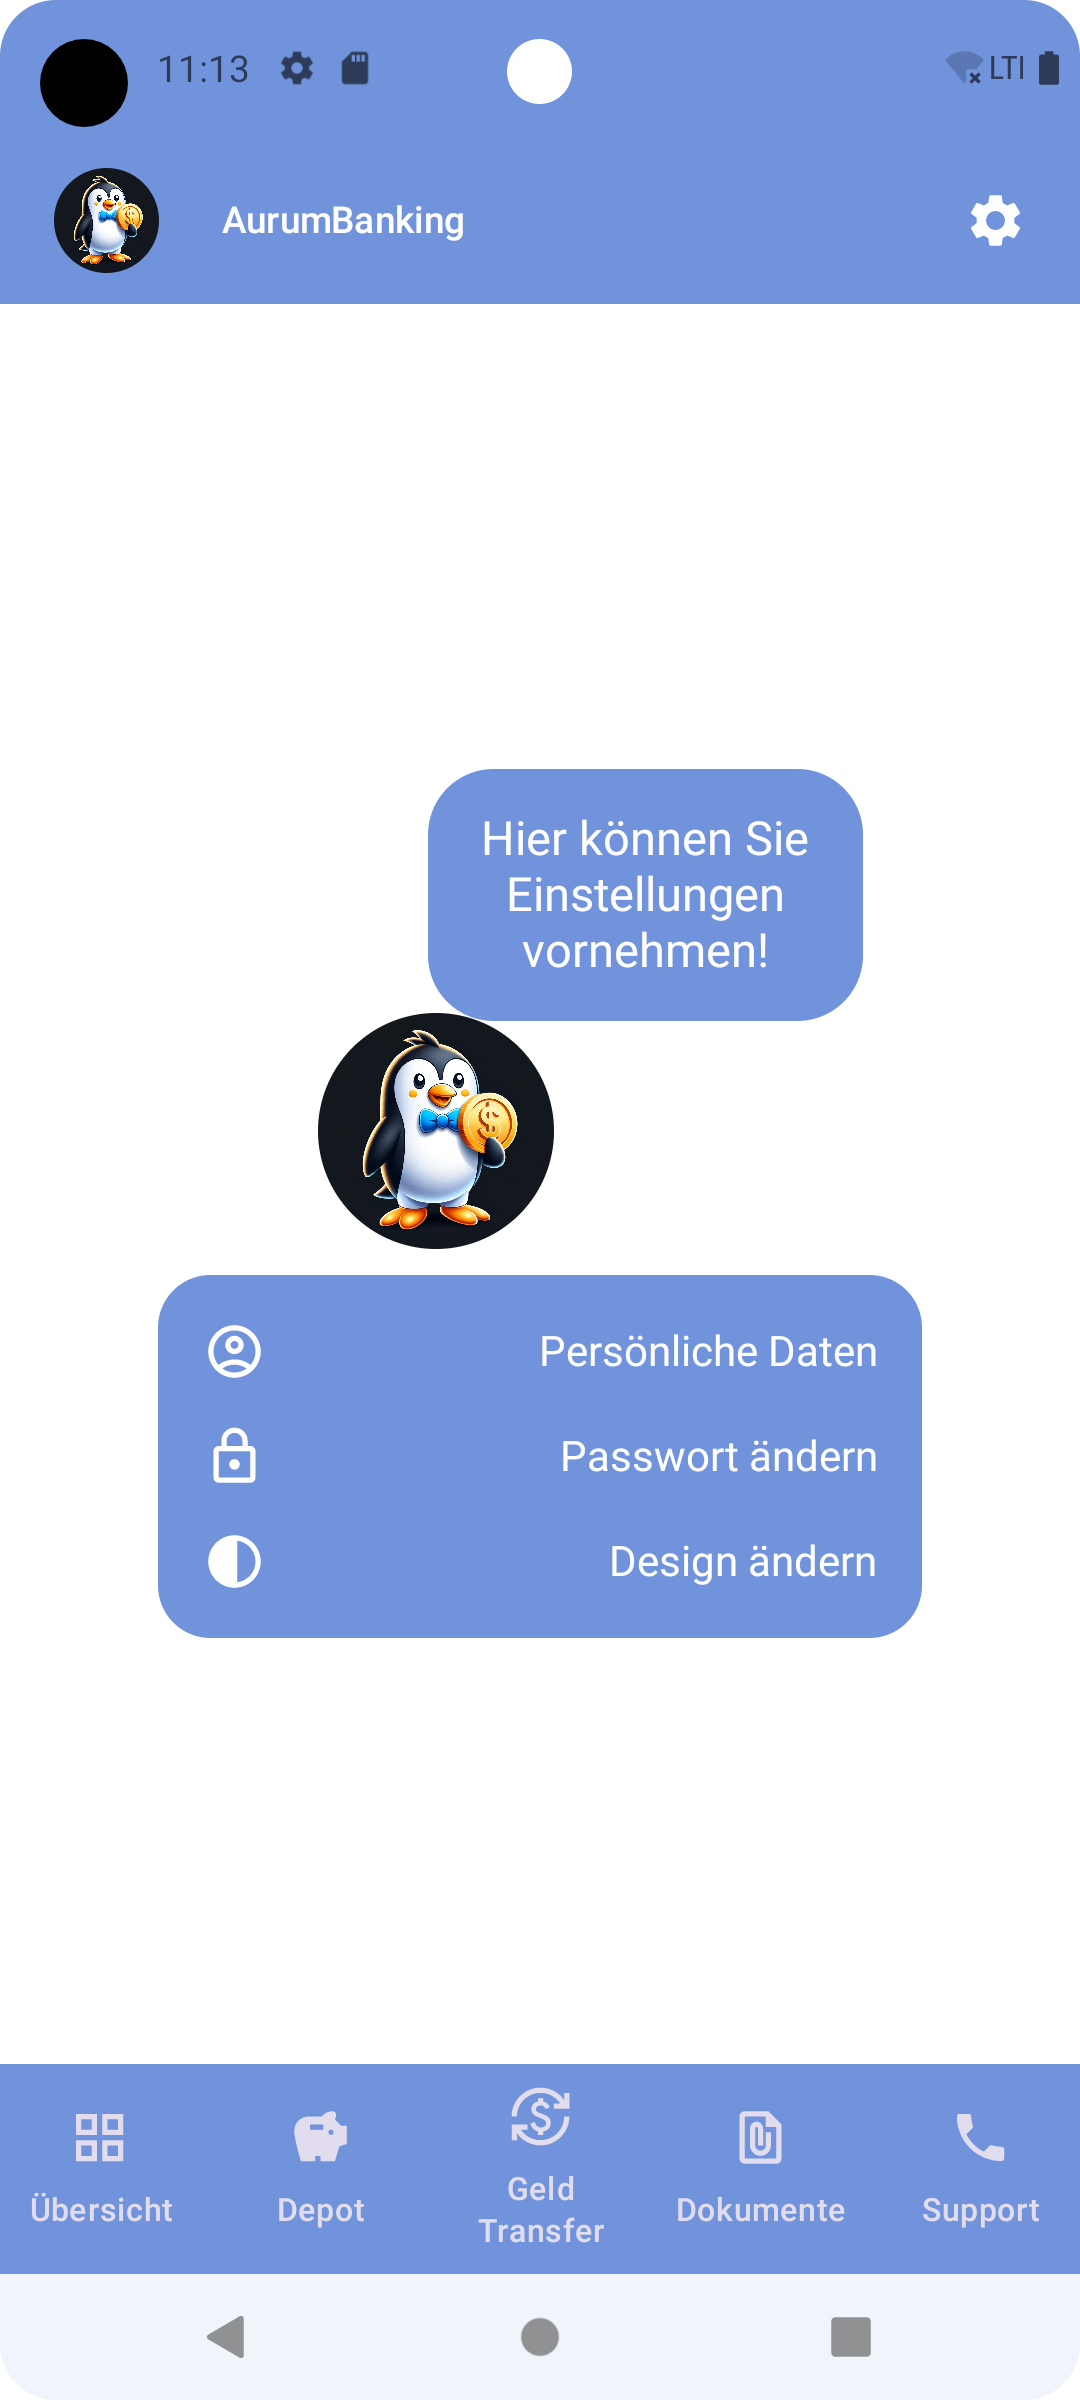 11:13
LTI
AurumBanking
Hier können Sie
Einstellungen
vornehmen!
Persönliche Daten
Passwort ändern
Design ändern
Übersicht
Depot
Geld
Transfer
Dokumente
Support